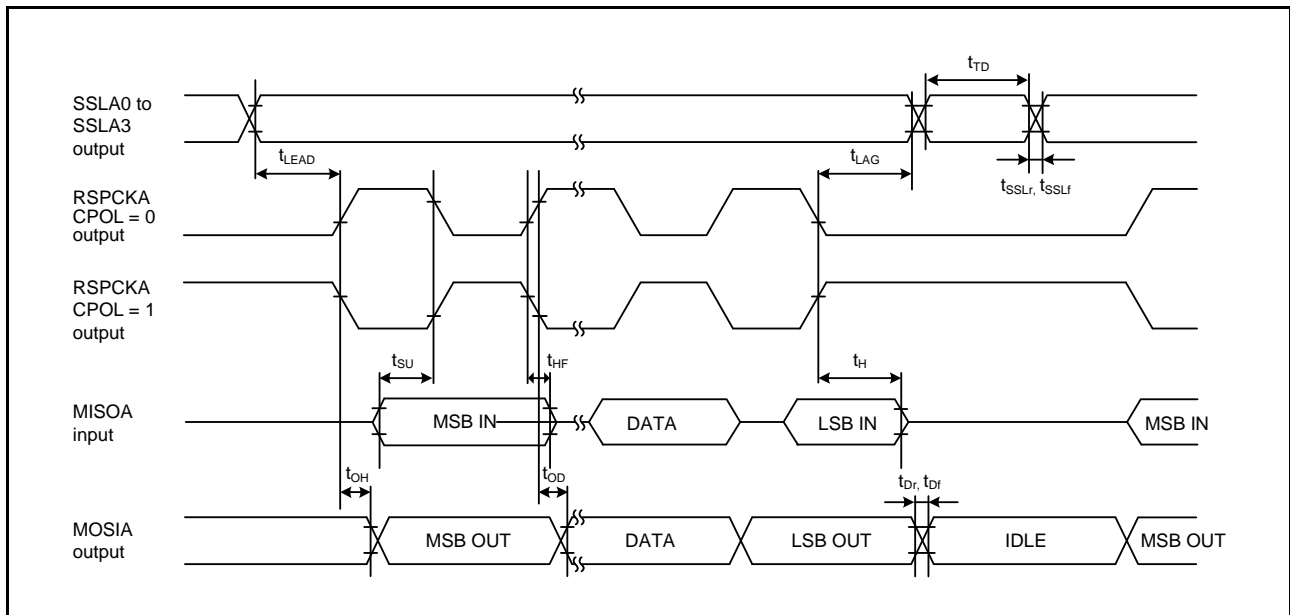 t_TD
SSLA0 to
SSLA3
output
t_LEAD
t_LAG
t_SSLr, t_SSLf
RSPCKA
CPOL = 0
output
RSPCKA
CPOL = 1
output
t_SU
t_HF
t_H
MISOA
input
MSB IN
DATA
LSB IN
MSB IN
t_OH
t_OD
t_Dr, t_Df
MOSIA
output
MSB OUT
DATA
LSB OUT
IDLE
MSB OUT